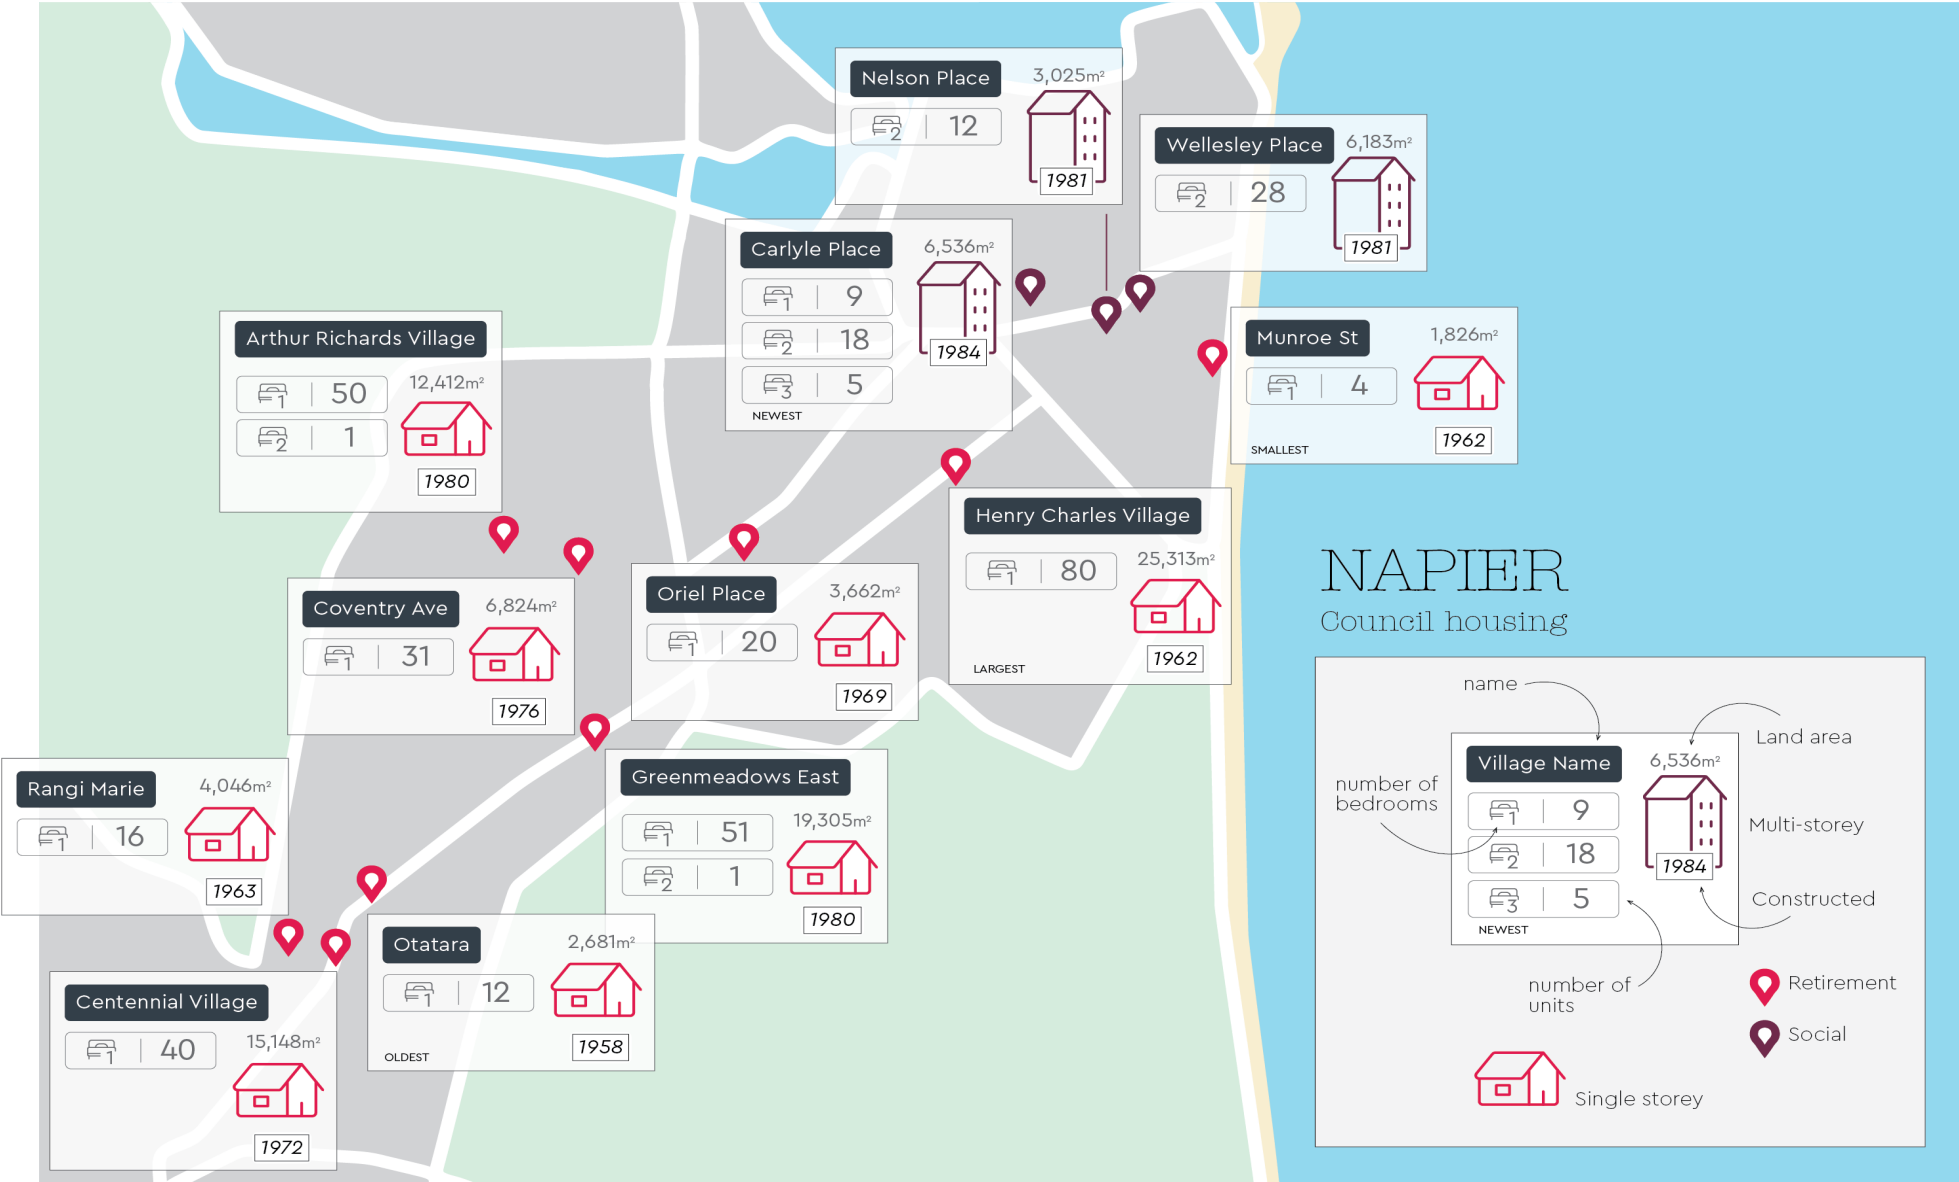 Nelson Place
3,025m²
2 12
1981
Wellesley Place
6,183m²
2 28
1981
Carlyle Place
6,536m²
1 9
2 18
3 5
1984
NEWEST
Arthur Richards Village
12,412m²
1 50
2 1
1980
Munroe St
1,826m²
1 4
1962
SMALLEST
Henry Charles Village
25,313m²
1 80
1962
LARGEST
Coventry Ave
6,824m²
1 31
1976
Oriel Place
3,662m²
1 20
1969
Rangi Marie
4,046m²
1 16
1963
Greenmeadows East
19,305m²
1 51
2 1
1980
Otatara
2,681m²
1 12
1958
OLDEST
Centennial Village
15,148m²
1 40
1972
NAPIER
Council housing
name
Land area
Village Name
6,536m²
number of
bedrooms
1 9
2 18
3 5
1984
NEWEST
Multi-storey
Constructed
number of
units
Retirement
Social
Single storey